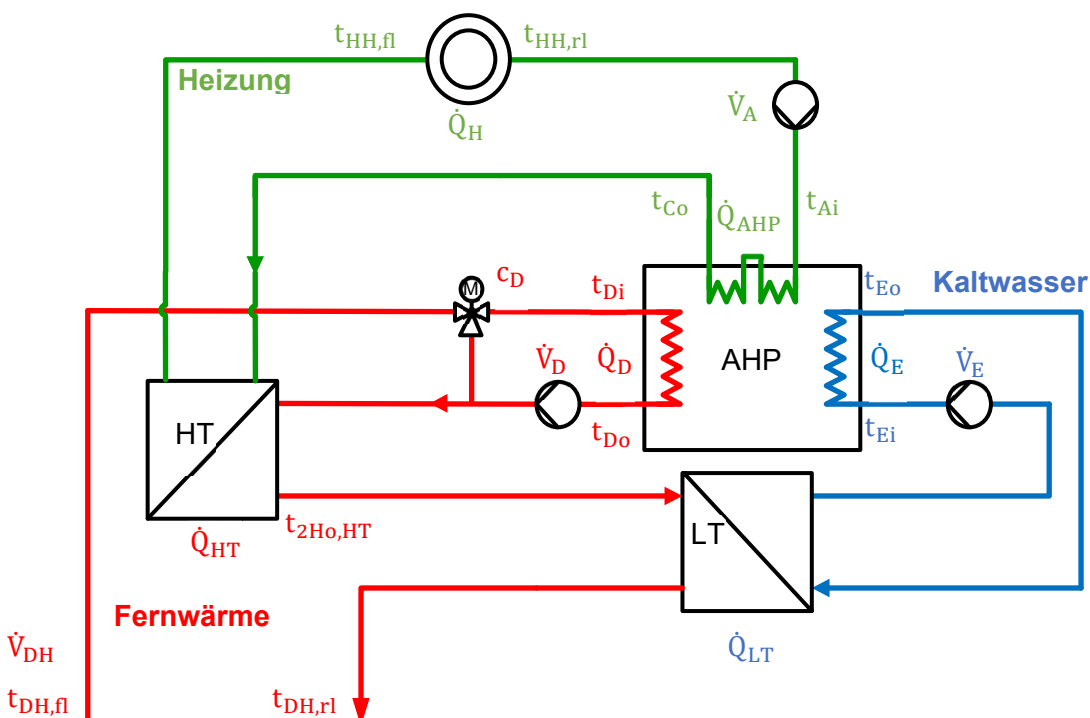 t_HH,fl
t_HH,rl
Heizung
Q̇_H
V̇_A
t_Co
Q̇_AHP
t_Ai
c_D
M
t_Di
t_Eo
Kaltwasser
V̇_D
Q̇_D
AHP
Q̇_E
V̇_E
t_Do
t_Ei
HT
LT
t_2Ho,HT
Q̇_HT
Fernwärme
Q̇_LT
V̇_DH
t_DH,fl
t_DH,rl